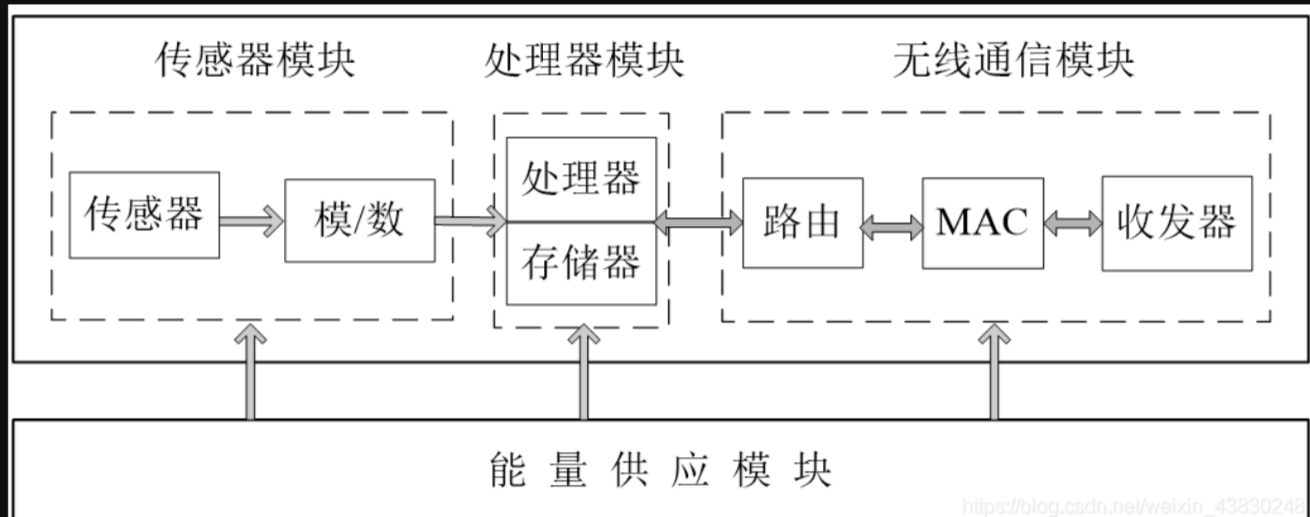 传感器模块 处理器模块 无线通信模块
处理器
传感器 模/数 路由 MAC 收发器
存储器
能量供应模块
https://blog.csdn.net/weixin_43830248